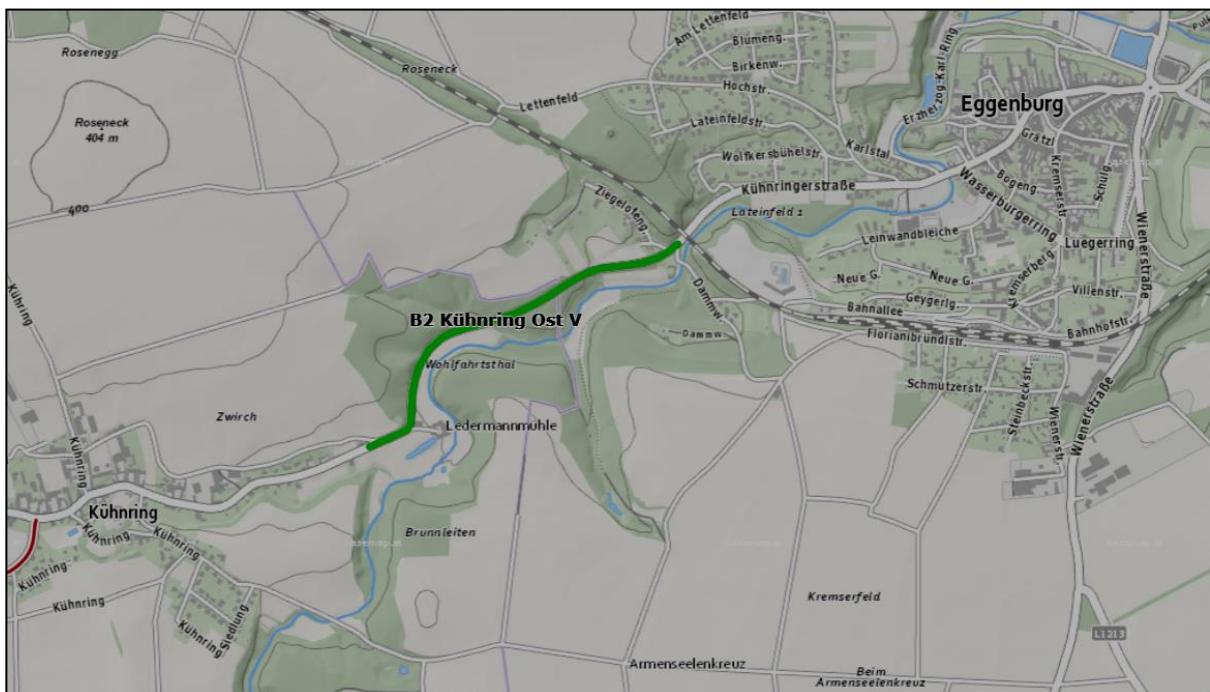 Rosenegg
Roseneck
404 m
400
Roseneck
Lettenfeld
Am Lettenfeld
Blumeng.
Birkenw.
Hochstr.
Lateinfeldstr.
Karlstal
Wolfkersbühelstr.
Kühnringerstraße
Lateinfeld 1
Ziegelofeng.
Erzherzog-Karl-Ring
Eggenburg
Grätzl
Kremserstr.
Schulg.
Bogeng.
Wasserburgerring
Luegerring
Wienerstraße
Leinwandbleiche
Neue G.
Neue G.
Kremserberg
Geygerlg.
Vilienstr.
Bahnallee
Bahnhofstr.
Florianibründlstr.
Dammw.
Dammw.
Schmutzerstr.
Steinbeckstr.
Wienerstr.
Wienerstraße
B2 Kühnring Ost V
Wohlfahrtsthal
Ledermannmühle
Zwirch
Kühnring
Kühnring
Kühnring
Kühnring
Kühnring
Kühnring
Kühnring
Kühnring
Siedlung
Brunnleiten
Kremserfeld
L1213
Armenseelenkreuz
Beim
Armenseelenkreuz